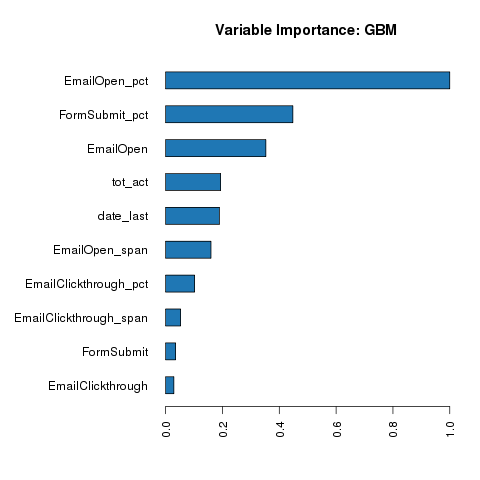 Variable Importance: GBM
EmailOpen_pct
FormSubmit_pct
EmailOpen
tot_act
date_last
EmailOpen_span
EmailClickthrough_pct
EmailClickthrough_span
FormSubmit
EmailClickthrough
0.0 0.2 0.4 0.6 0.8 1.0